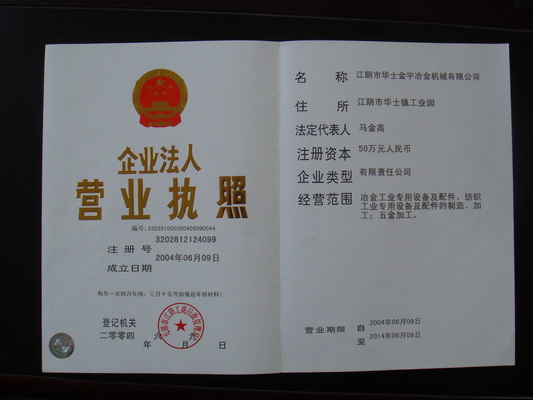 企业法人
营业执照
编号:320281000200406090044
注册号 3202812124099
成立日期 2004年06月09日
每年一至四月年检,三月十五号前报送年检材料!
登记机关
二零零四年六月九日
名称 江阴市华士金宇冶金机械有限公司
住所 江阴市华士镇工业园
法定代表人 马金高
注册资本 50万元人民币
企业类型 有限责任公司
经营范围 冶金工业专用设备及配件、纺织
工业专用设备及配件的制造、加
工;五金加工。
营业期限 自 2004年06月09日
至 2014年06月08日